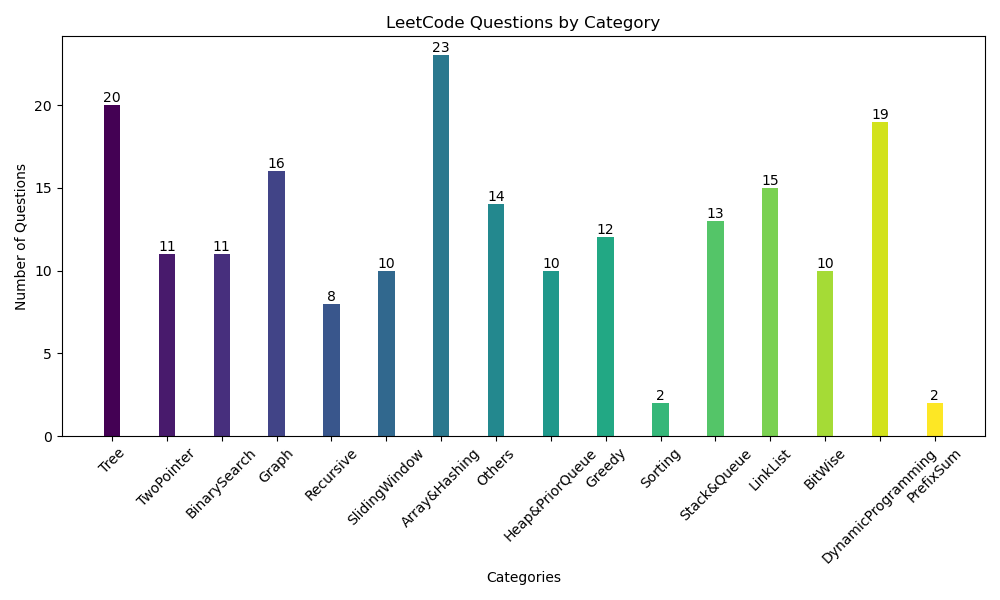 LeetCode Questions by Category
Number of Questions
20
15
10
5
0
20
11
11
16
8
10
23
14
10
12
2
13
15
10
19
2
Tree
TwoPointer
BinarySearch
Graph
Recursive
SlidingWindow
Array&Hashing
Others
Heap&PriorQueue
Greedy
Sorting
Stack&Queue
LinkList
BitWise
DynamicProgramming
PrefixSum
Categories